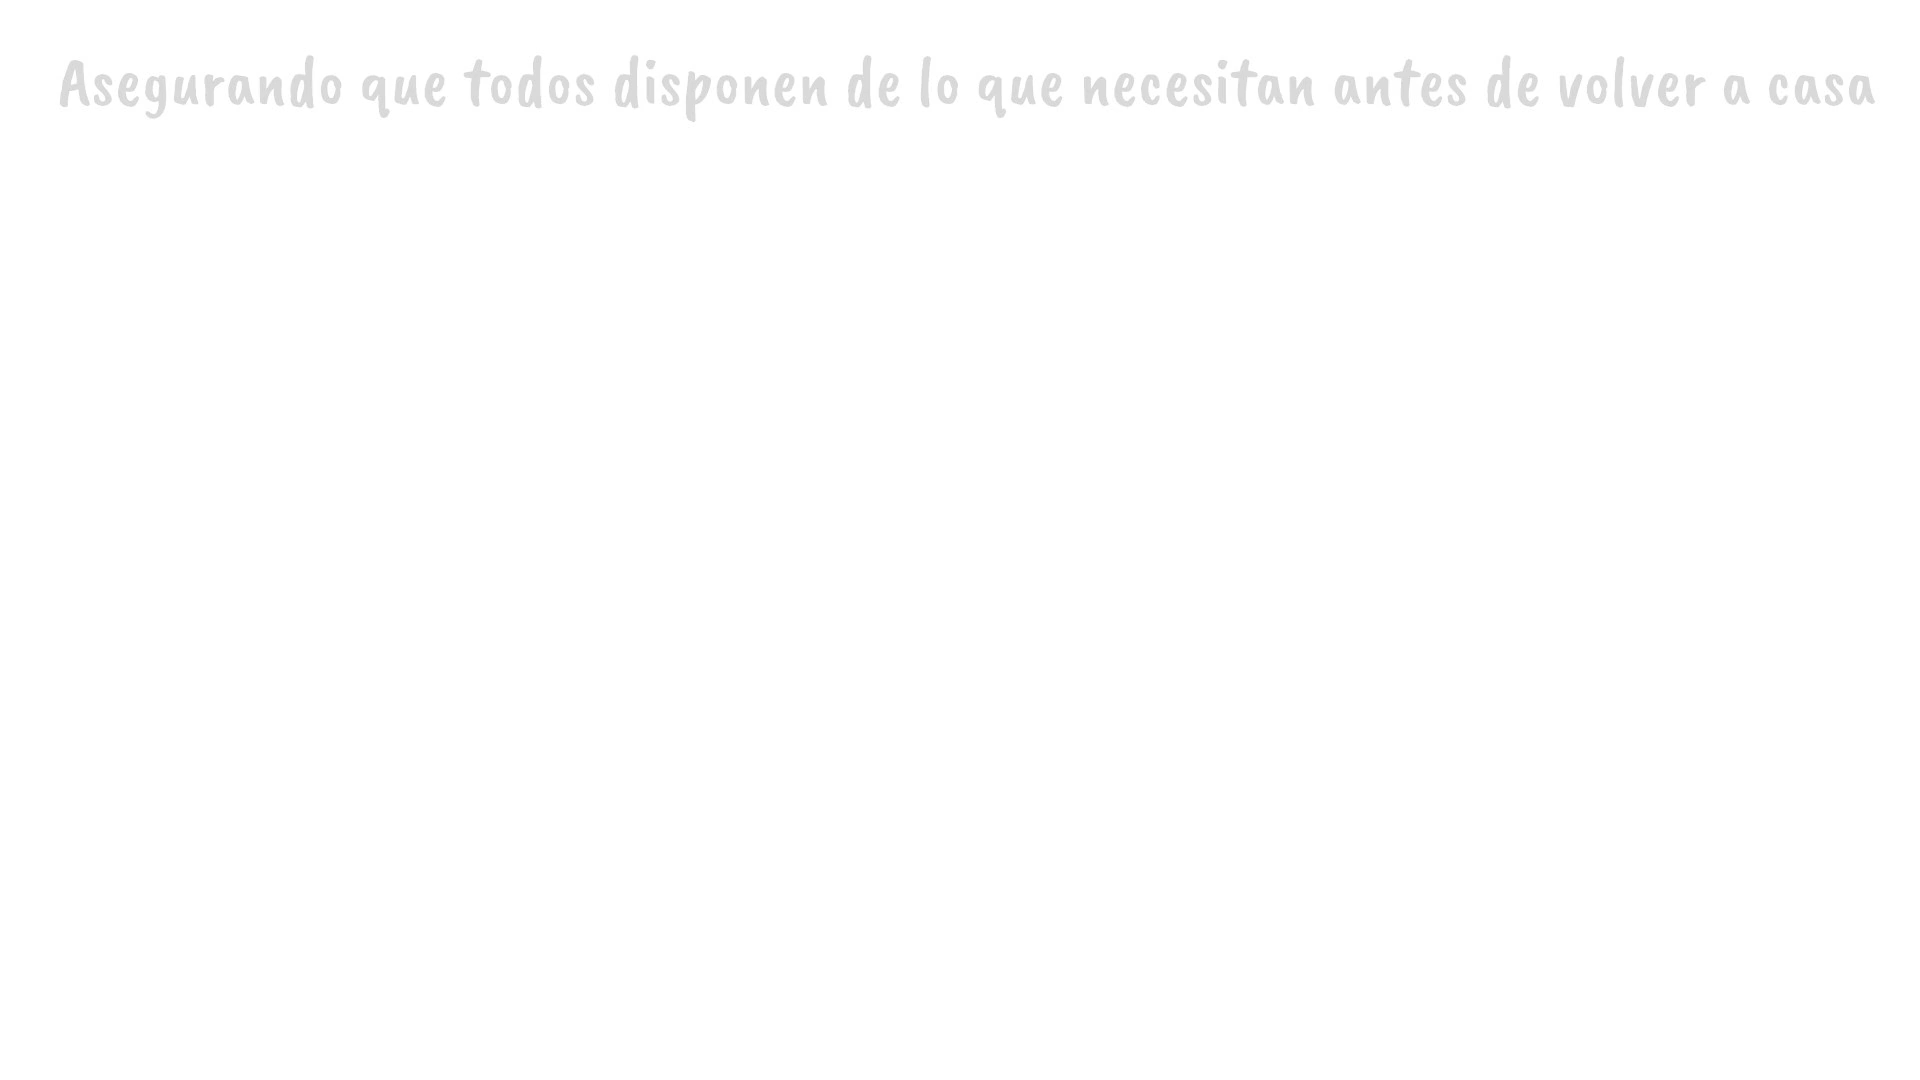 Asegurando que todos disponen de lo que necesitan antes de volver a casa